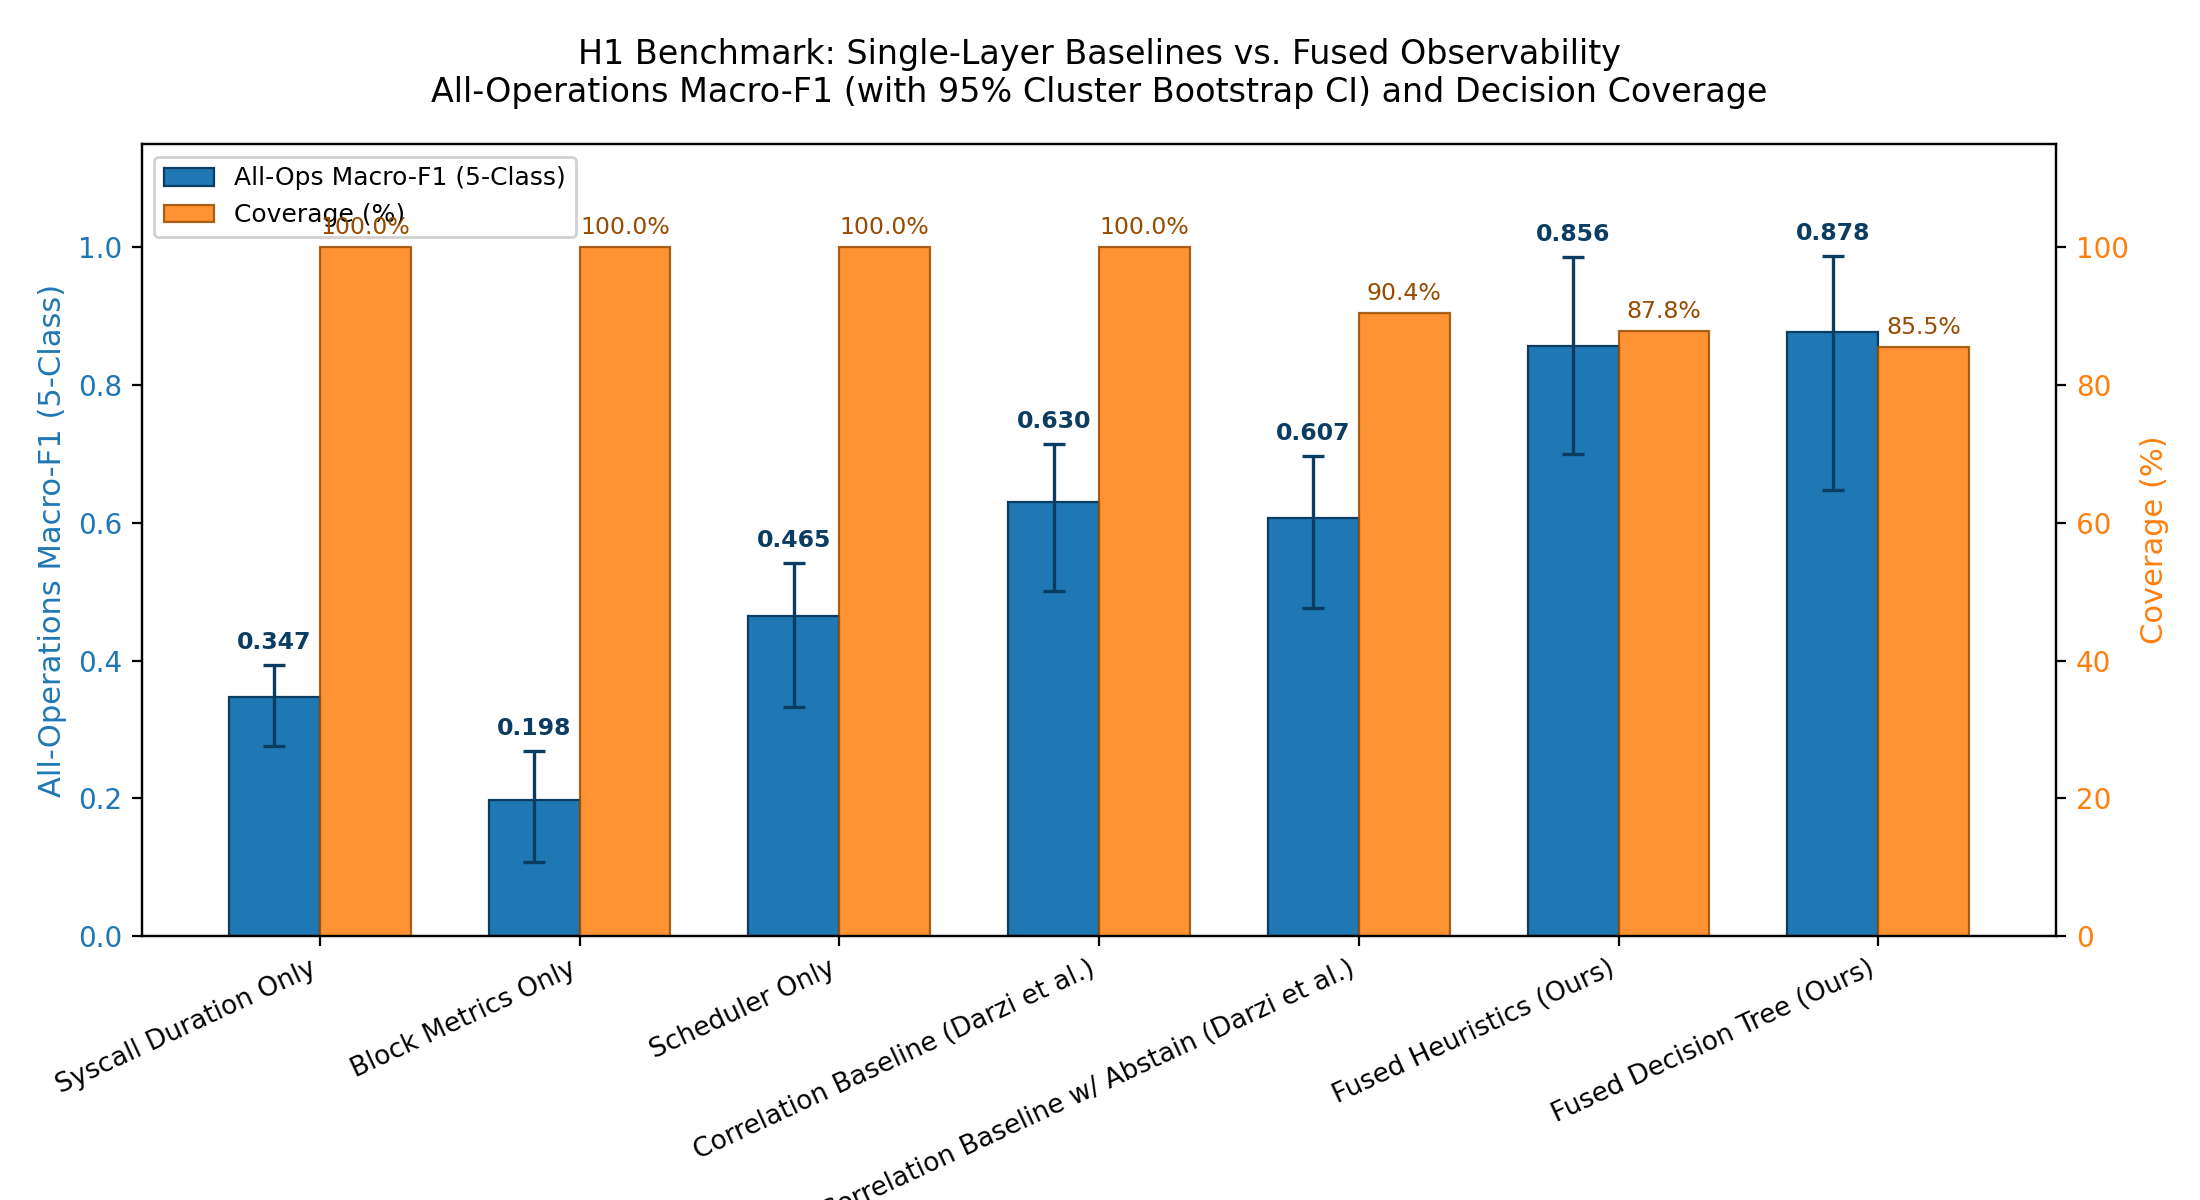 H1 Benchmark: Single-Layer Baselines vs. Fused Observability
All-Operations Macro-F1 (with 95% Cluster Bootstrap CI) and Decision Coverage
All-Ops Macro-F1 (5-Class)
Coverage (%)
All-Operations Macro-F1 (5-Class)
1.0
0.8
0.6
0.4
0.2
0.0
0.347
100.0%
0.198
100.0%
0.465
100.0%
0.630
100.0%
0.607
90.4%
0.856
87.8%
0.878
85.5%
100
80
60
40
20
0
Coverage (%)
Syscall Duration Only
Block Metrics Only
Scheduler Only
Correlation Baseline (Darzi et al.)
Baseline w/ Abstain (Darzi et al.)
Fused Heuristics (Ours)
Fused Decision Tree (Ours)